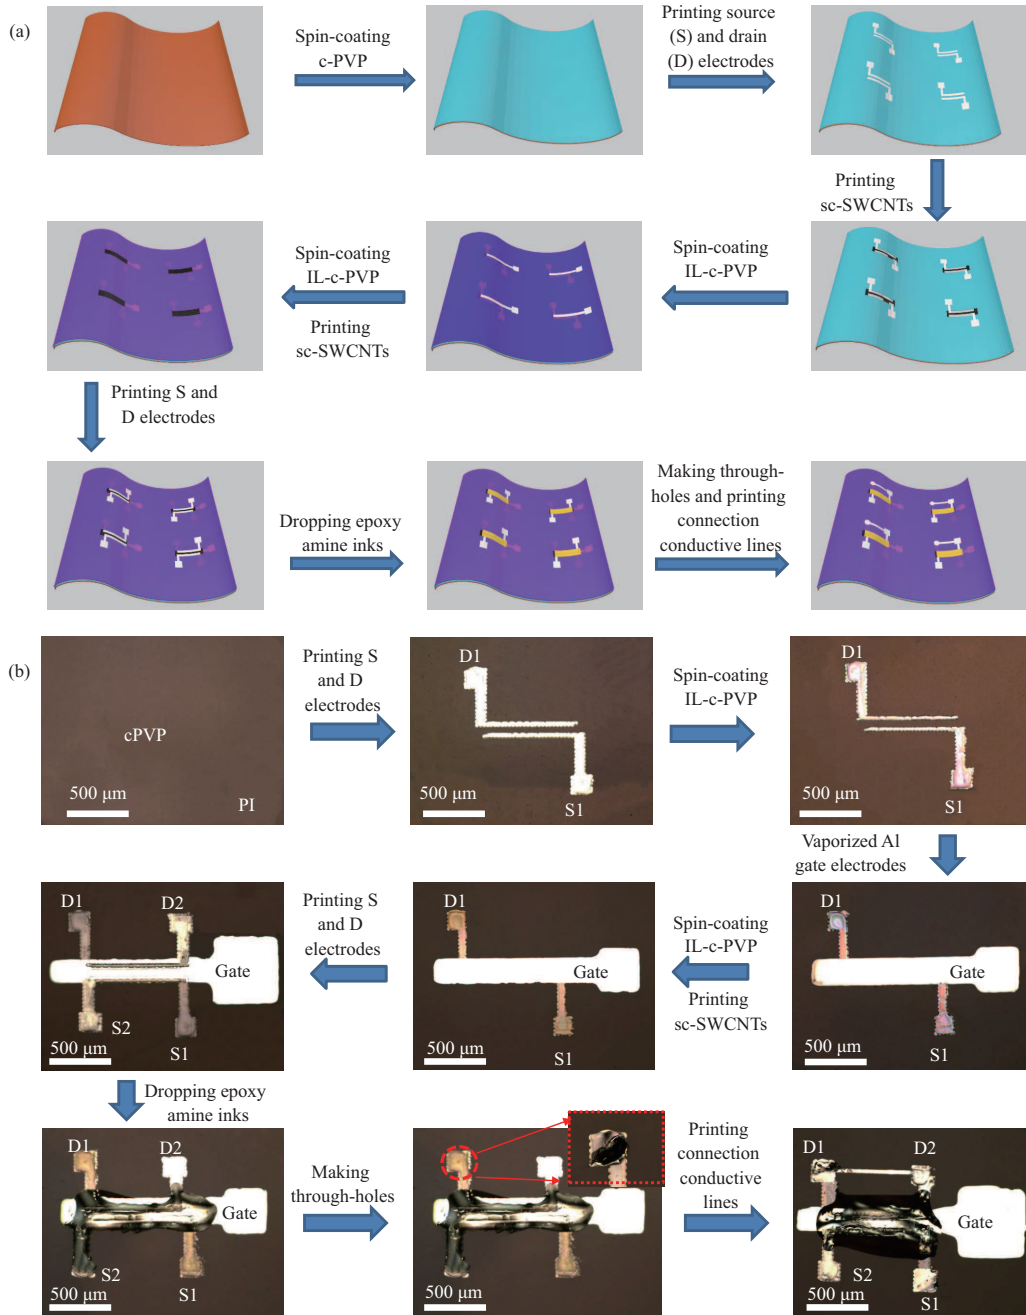 (a)
Spin-coating
c-PVP
Printing source
(S) and drain
(D) electrodes
Printing
sc-SWCNTs
Spin-coating
IL-c-PVP
Spin-coating
IL-c-PVP
Printing
sc-SWCNTs
Printing S and
D electrodes
Dropping epoxy
amine inks
Making through-
holes and printing
connection
conductive lines
(b)
cPVP
500 μm
PI
Printing S
and D
electrodes
D1
500 μm
S1
Spin-coating
IL-c-PVP
D1
500 μm
S1
Vaporized Al
gate electrodes
D1
Gate
500 μm
S1
Spin-coating
IL-c-PVP
Printing
sc-SWCNTs
D1
Gate
500 μm
S1
Printing S
and D
electrodes
D1
D2
Gate
S2
500 μm
S1
Dropping epoxy
amine inks
D1
D2
Gate
S2
500 μm
S1
Making
through-holes
500 μm
Printing
connection
conductive
lines
D1
D2
Gate
500 μm
S2
S1